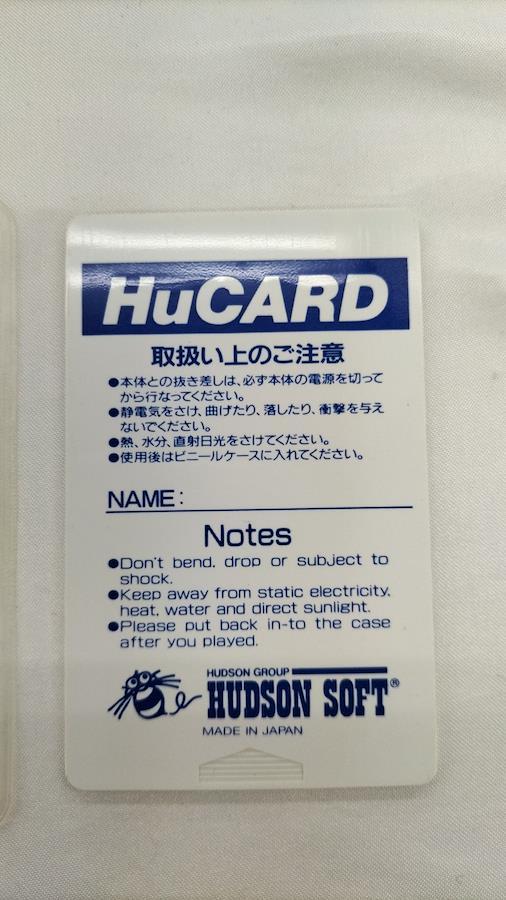 HuCARD
取扱い上のご注意
●本体との抜き差しは、必ず本体の電源を切って
から行なってください。
●静電気をさけ、曲げたり、落したり、衝撃を与え
ないでください。
●熱、水分、直射日光をさけてください。
●使用後はビニールケースに入れてください。
NAME:
Notes
●Don't bend, drop or subject to
shock.
●Keep away from static electricity,
heat, water and direct sunlight.
●Please put back in-to the case
after you played.
HUDSON GROUP
HUDSON SOFT®
MADE IN JAPAN